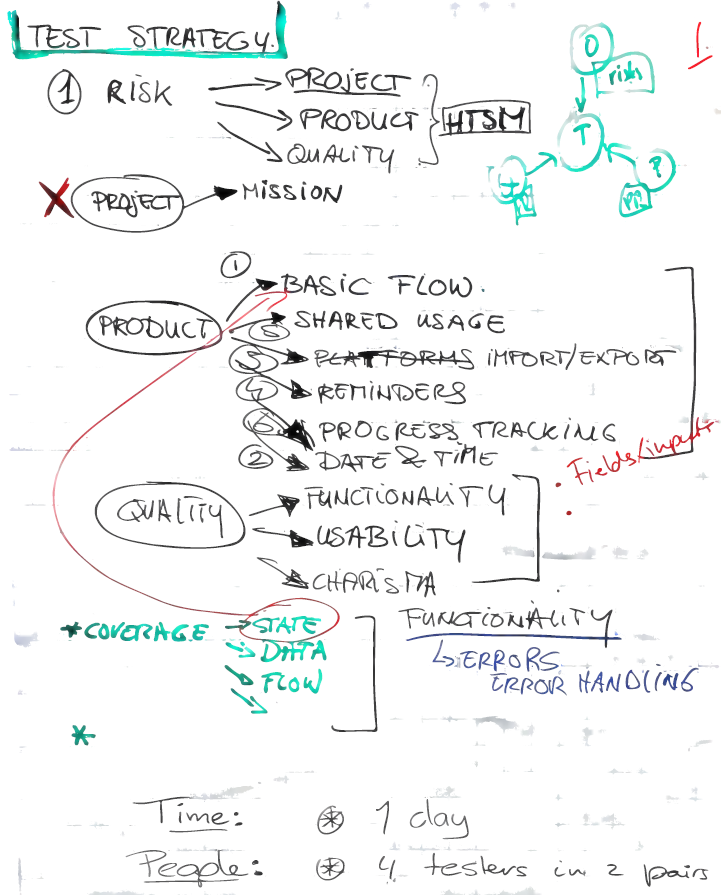 TEST STRATEGY.
1.
① RISK
PROJECT
PRODUCT
QUALITY
HTSM
O
risks
T
P
PROJECT
MISSION
PRODUCT
① BASIC FLOW.
⑥ SHARED USAGE
⑤ PLATFORMS IMPORT/EXPORT
④ REMINDERS
⑥ PROGRESS TRACKING
② DATE & TIME
• Fields/input
QUALITY
FUNCTIONALITY
USABILITY
CHARISMA
* COVERAGE
STATE
DATA
FLOW
*
FUNCTIONALITY
ERRORS
ERROR HANDLING
Time: * 1 day
People: * 4 testers in 2 pairs